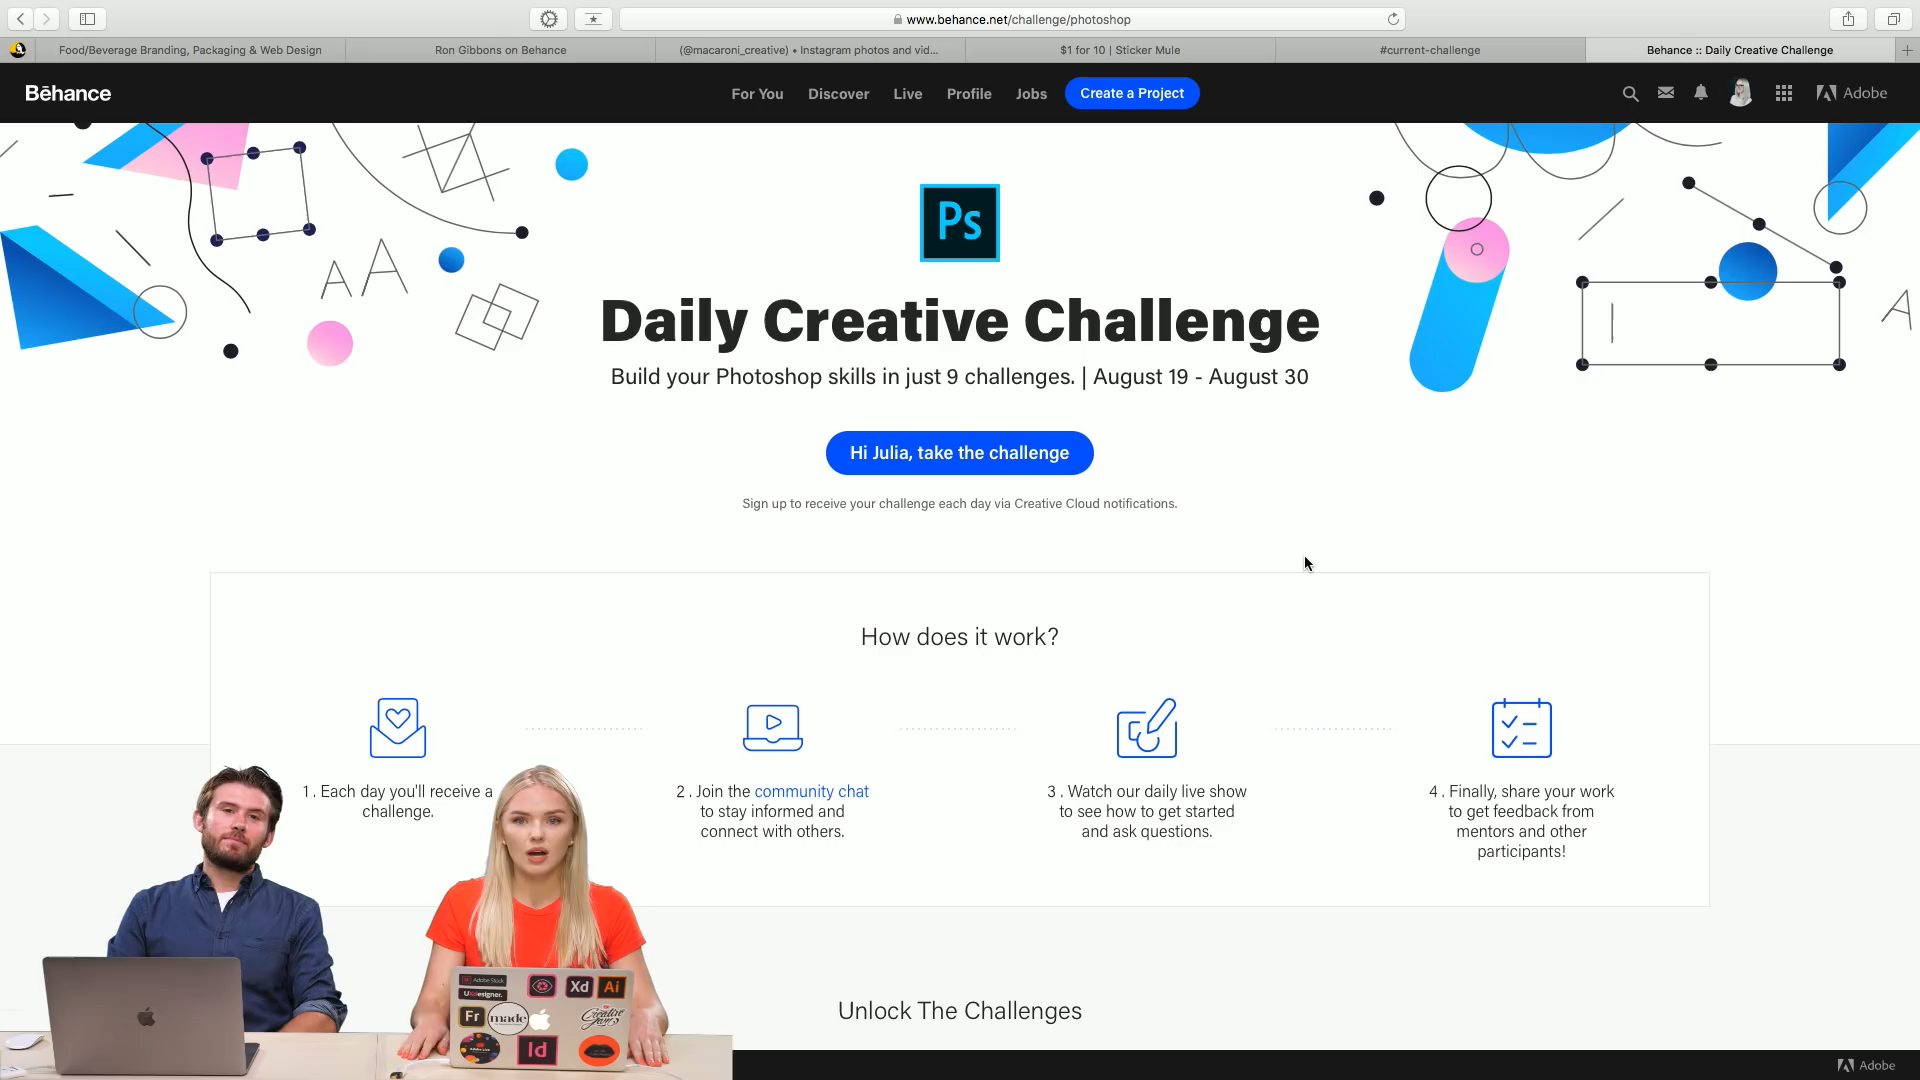 www.behance.net/challenge/photoshop
Food/Beverage Branding, Packaging & Web Design
Ron Gibbons on Behance
(@macaroni_creative) • Instagram photos and vid...
$1 for 10 | Sticker Mule
#current-challenge
Behance :: Daily Creative Challenge
Bēhance
For You
Discover
Live
Profile
Jobs
Create a Project
Adobe
A A
A
Ps
Daily Creative Challenge
Build your Photoshop skills in just 9 challenges. | August 19 - August 30
Hi Julia, take the challenge
Sign up to receive your challenge each day via Creative Cloud notifications.
How does it work?
1. Each day you'll receive a
challenge.
2. Join the community chat
to stay informed and
connect with others.
3. Watch our daily live show
to see how to get started
and ask questions.
4. Finally, share your work
to get feedback from
mentors and other
participants!
Unlock The Challenges
Adobe Stock
UXdesigner.
Xd
Ai
Fr
made
Id
Adobe